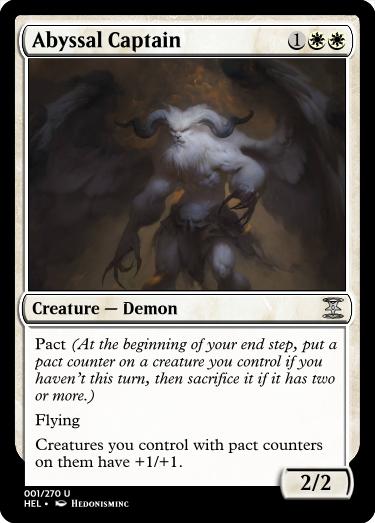 Abyssal Captain 1
Creature — Demon
Pact (At the beginning of your end step, put a
pact counter on a creature you control if you
haven't this turn, then sacrifice it if it has two
or more.)
Flying
Creatures you control with pact counters
on them have +1/+1.
2/2
001/270 U
HEL • Hedonisminc